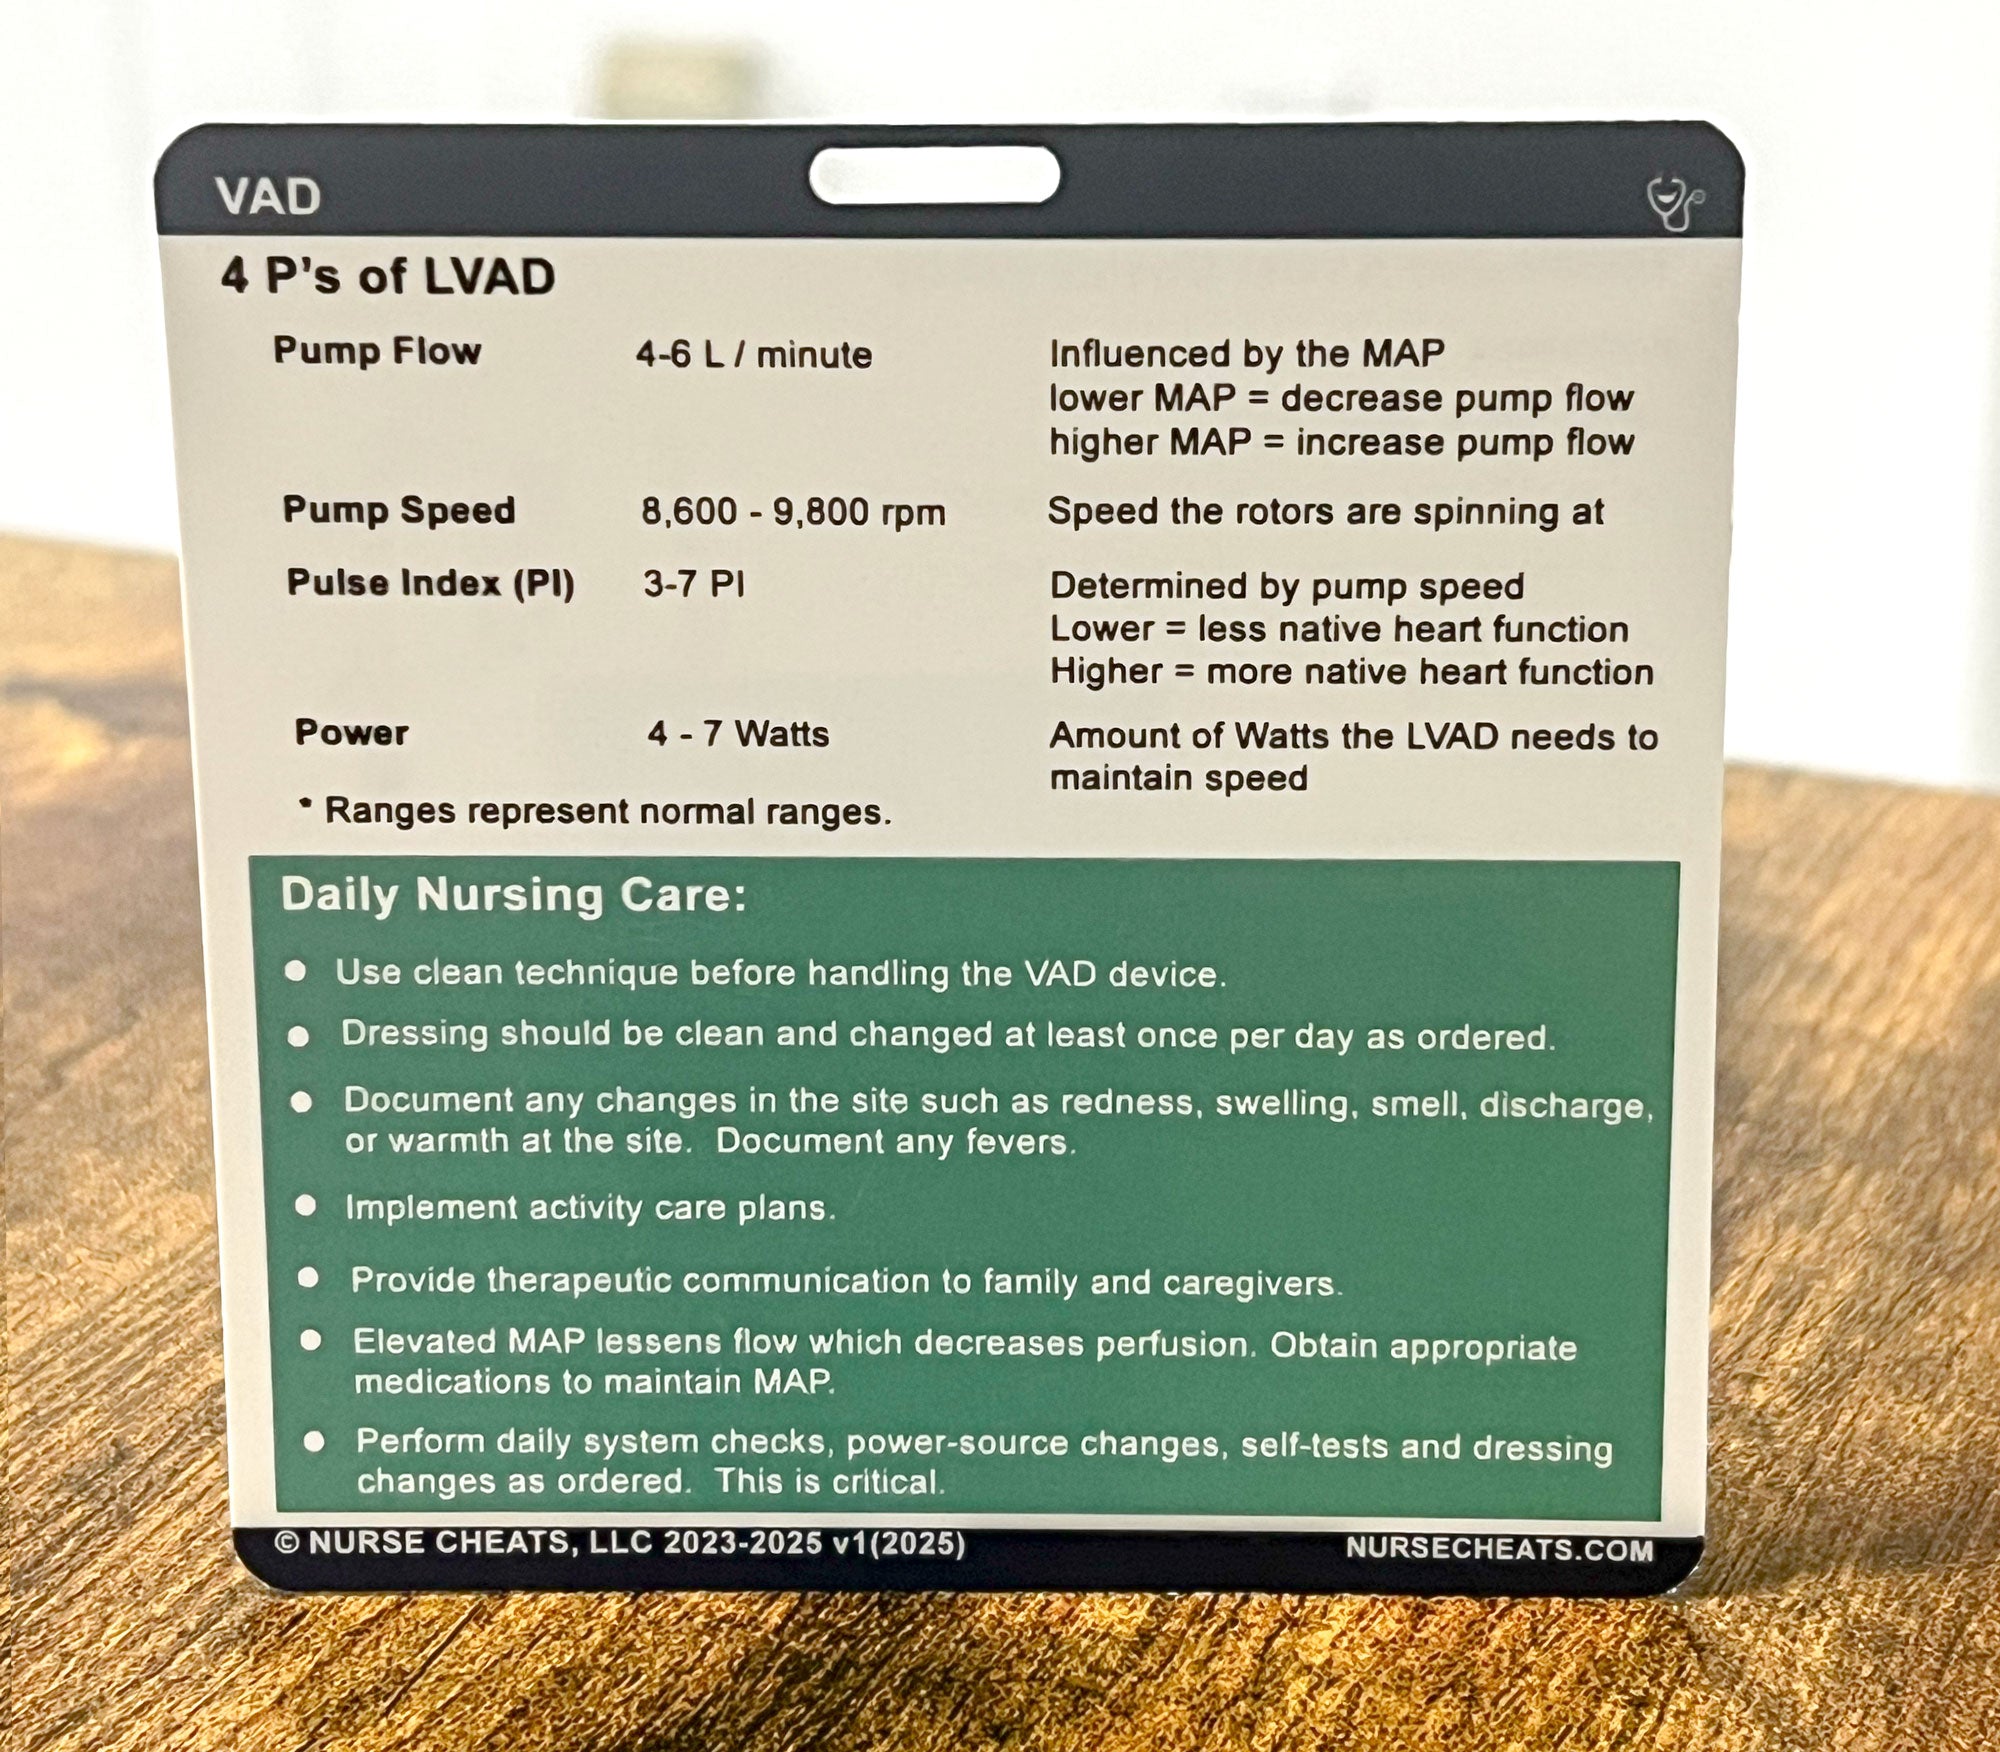 VAD
4 P's of LVAD
Pump Flow 4-6 L / minute Influenced by the MAP
lower MAP = decrease pump flow
higher MAP = increase pump flow
Pump Speed 8,600 - 9,800 rpm Speed the rotors are spinning at
Pulse Index (PI) 3-7 PI Determined by pump speed
Lower = less native heart function
Higher = more native heart function
Power 4 - 7 Watts Amount of Watts the LVAD needs to
maintain speed
* Ranges represent normal ranges.
Daily Nursing Care:
● Use clean technique before handling the VAD device.
● Dressing should be clean and changed at least once per day as ordered.
● Document any changes in the site such as redness, swelling, smell, discharge,
or warmth at the site. Document any fevers.
● Implement activity care plans.
● Provide therapeutic communication to family and caregivers.
● Elevated MAP lessens flow which decreases perfusion. Obtain appropriate
medications to maintain MAP.
● Perform daily system checks, power-source changes, self-tests and dressing
changes as ordered. This is critical.
© NURSE CHEATS, LLC 2023-2025 v1(2025) NURSECHEATS.COM